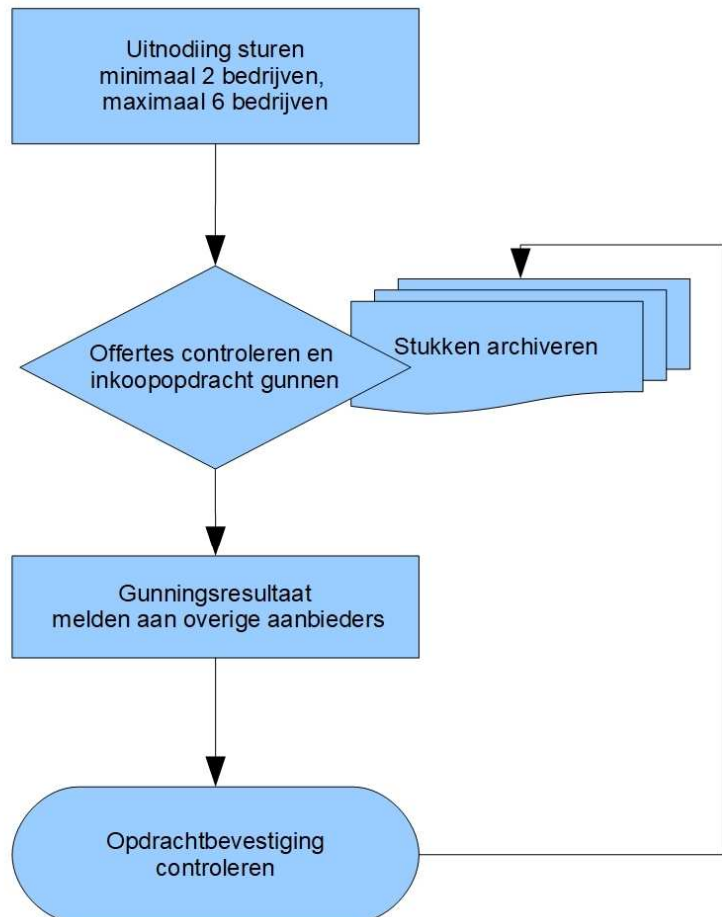 Uitnodiing sturen
minimaal 2 bedrijven,
maximaal 6 bedrijven
Offertes controleren en
inkoopopdracht gunnen
Stukken archiveren
Gunningsresultaat
melden aan overige aanbieders
Opdrachtbevestiging
controleren